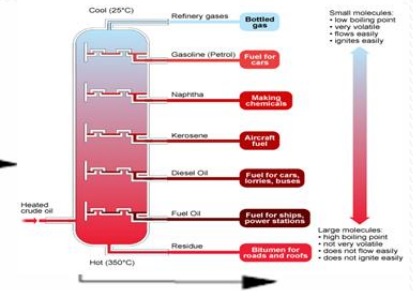 Cool (25°C)
Refinery gases
Bottled
gas
Gasoline (Petrol)
Fuel for
cars
Naphtha
Making
chemicals
Kerosene
Aircraft
fuel
Diesel Oil
Fuel for cars,
lorries, buses
Fuel Oil
Fuel for ships,
power stations
Heated
crude oil
Residue
Bitumen for
roads and roofs
Hot (350°C)
Small molecules:
• low boiling point
• very volatile
• flows easily
• ignites easily
Large molecules:
• high boiling point
• not very volatile
• does not flow easily
• does not ignite easily